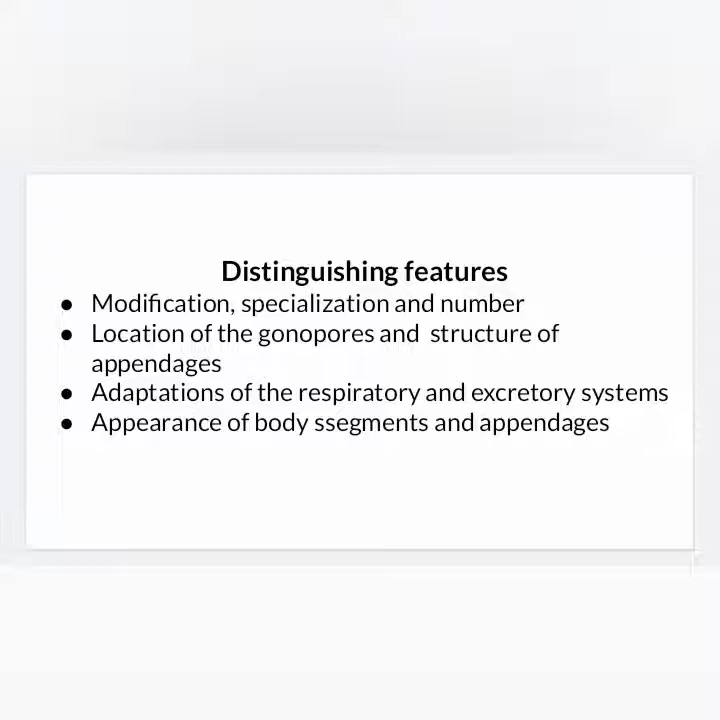 Distinguishing features
● Modification, specialization and number
● Location of the gonopores and  structure of
appendages
● Adaptations of the respiratory and excretory systems
● Appearance of body ssegments and appendages